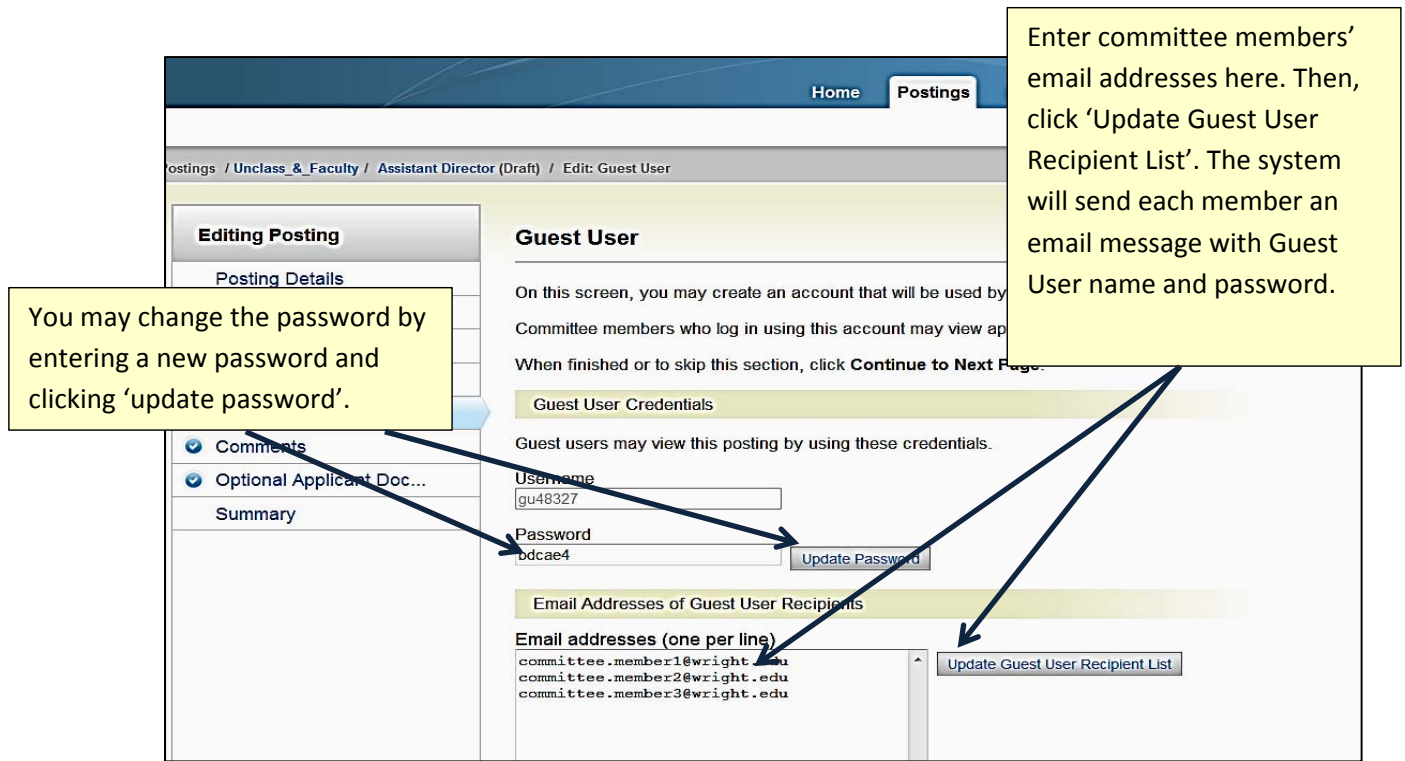 Enter committee members'
email addresses here. Then,
click 'Update Guest User
Recipient List'. The system
will send each member an
email message with Guest
User name and password.
Home Postings
ostings / Unclass_&_Faculty / Assistant Director (Draft) / Edit: Guest User
Editing Posting
Posting Details
You may change the password by
entering a new password and
clicking 'update password'.
Comments
Optional Applicant Doc...
Summary
Guest User
On this screen, you may create an account that will be used by
Committee members who log in using this account may view ap
When finished or to skip this section, click Continue to Next Page.
Guest User Credentials
Guest users may view this posting by using these credentials.
Username
gu48327
Password
bdcae4
Update Password
Email Addresses of Guest User Recipients
Email addresses (one per line)
committee.member1@wright.edu
committee.member2@wright.edu
committee.member3@wright.edu
Update Guest User Recipient List